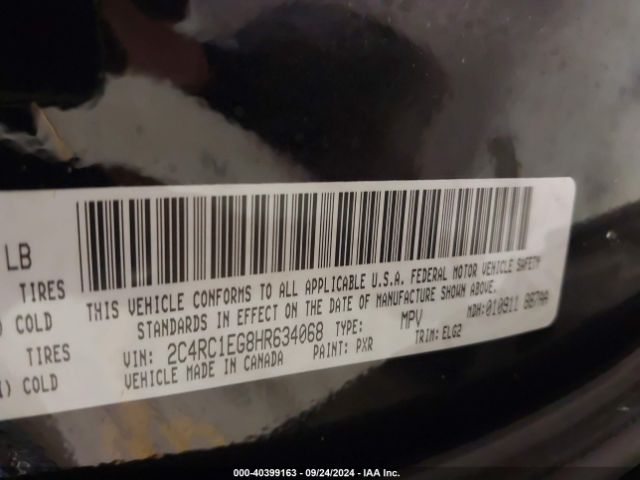 LB
TIRES
COLD
TIRES
) COLD
THIS VEHICLE CONFORMS TO ALL APPLICABLE U.S.A. FEDERAL MOTOR VEHICLE SAFETY
STANDARDS IN EFFECT ON THE DATE OF MANUFACTURE SHOWN ABOVE.
VIN: 2C4RC1EG8HR634068 TYPE: MPV MDH:010911
VEHICLE MADE IN CANADA PAINT: PXR TRIM:ELG2
000-40399163 - 09/24/2024 - IAA Inc.